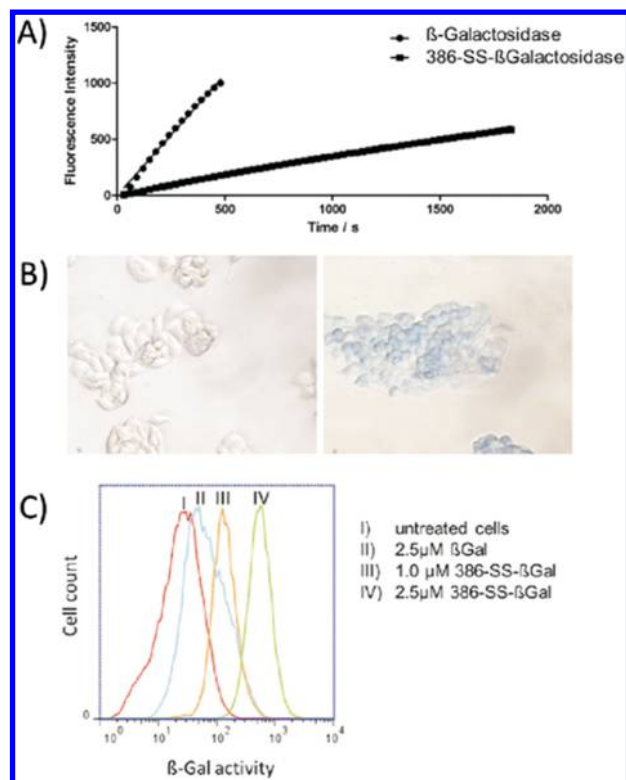 A)
ß-Galactosidase
386-SS-ßGalactosidase
Fluorescence Intensity
1500
1000
500
0
0 500 1000 1500 2000
Time / s
B)
C)
I II III IV
Cell count
0
10⁰ 10¹ 10² 10³ 10⁴
ß-Gal activity
I) untreated cells
II) 2.5µM ßGal
III) 1.0 µM 386-SS-ßGal
IV) 2.5µM 386-SS-ßGal